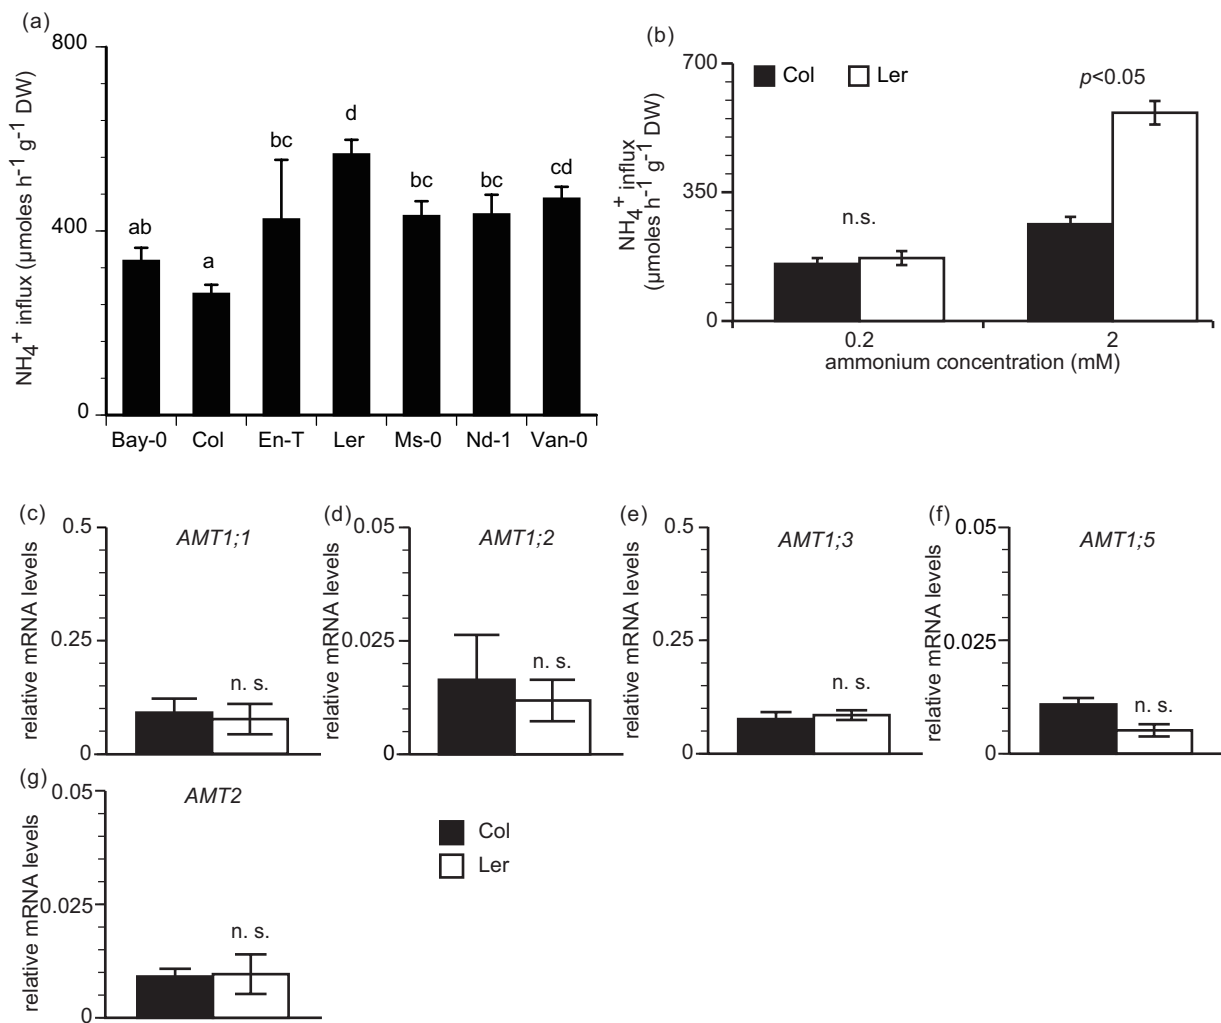 (a)
800
400
0
NH₄⁺ influx (µmoles h⁻¹ g⁻¹ DW)
ab
a
bc
d
bc
bc
cd
Bay-0 Col En-T Ler Ms-0 Nd-1 Van-0
(b)
700
350
0
NH₄⁺ influx
(µmoles h⁻¹ g⁻¹ DW)
Col Ler
p<0.05
n.s.
0.2 2
ammonium concentration (mM)
(c)
AMT1;1
0.5
0.25
0
relative mRNA levels
n. s.
(d)
AMT1;2
0.05
0.025
0
relative mRNA levels
n. s.
(e)
AMT1;3
0.5
0.25
0
relative mRNA levels
n. s.
(f)
AMT1;5
0.05
0.025
0
relative mRNA levels
n. s.
(g)
AMT2
0.05
0.025
0
relative mRNA levels
n. s.
Col
Ler